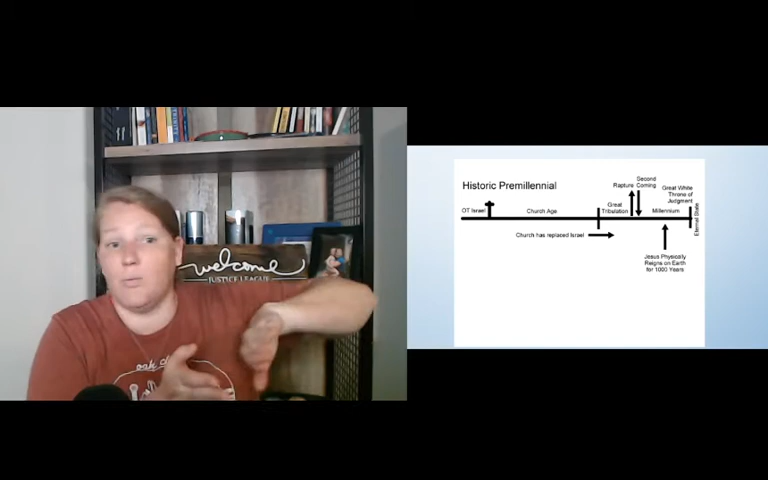 welcome
JUSTICE LEAGUE
oak
Historic Premillennial
Second
Rapture Coming
Great White
Throne of
Judgment
Great
Tribulation
OT Israel
Church Age
Millennium
Eternal State
Church has replaced Israel
Jesus Physically
Reigns on Earth
for 1000 Years